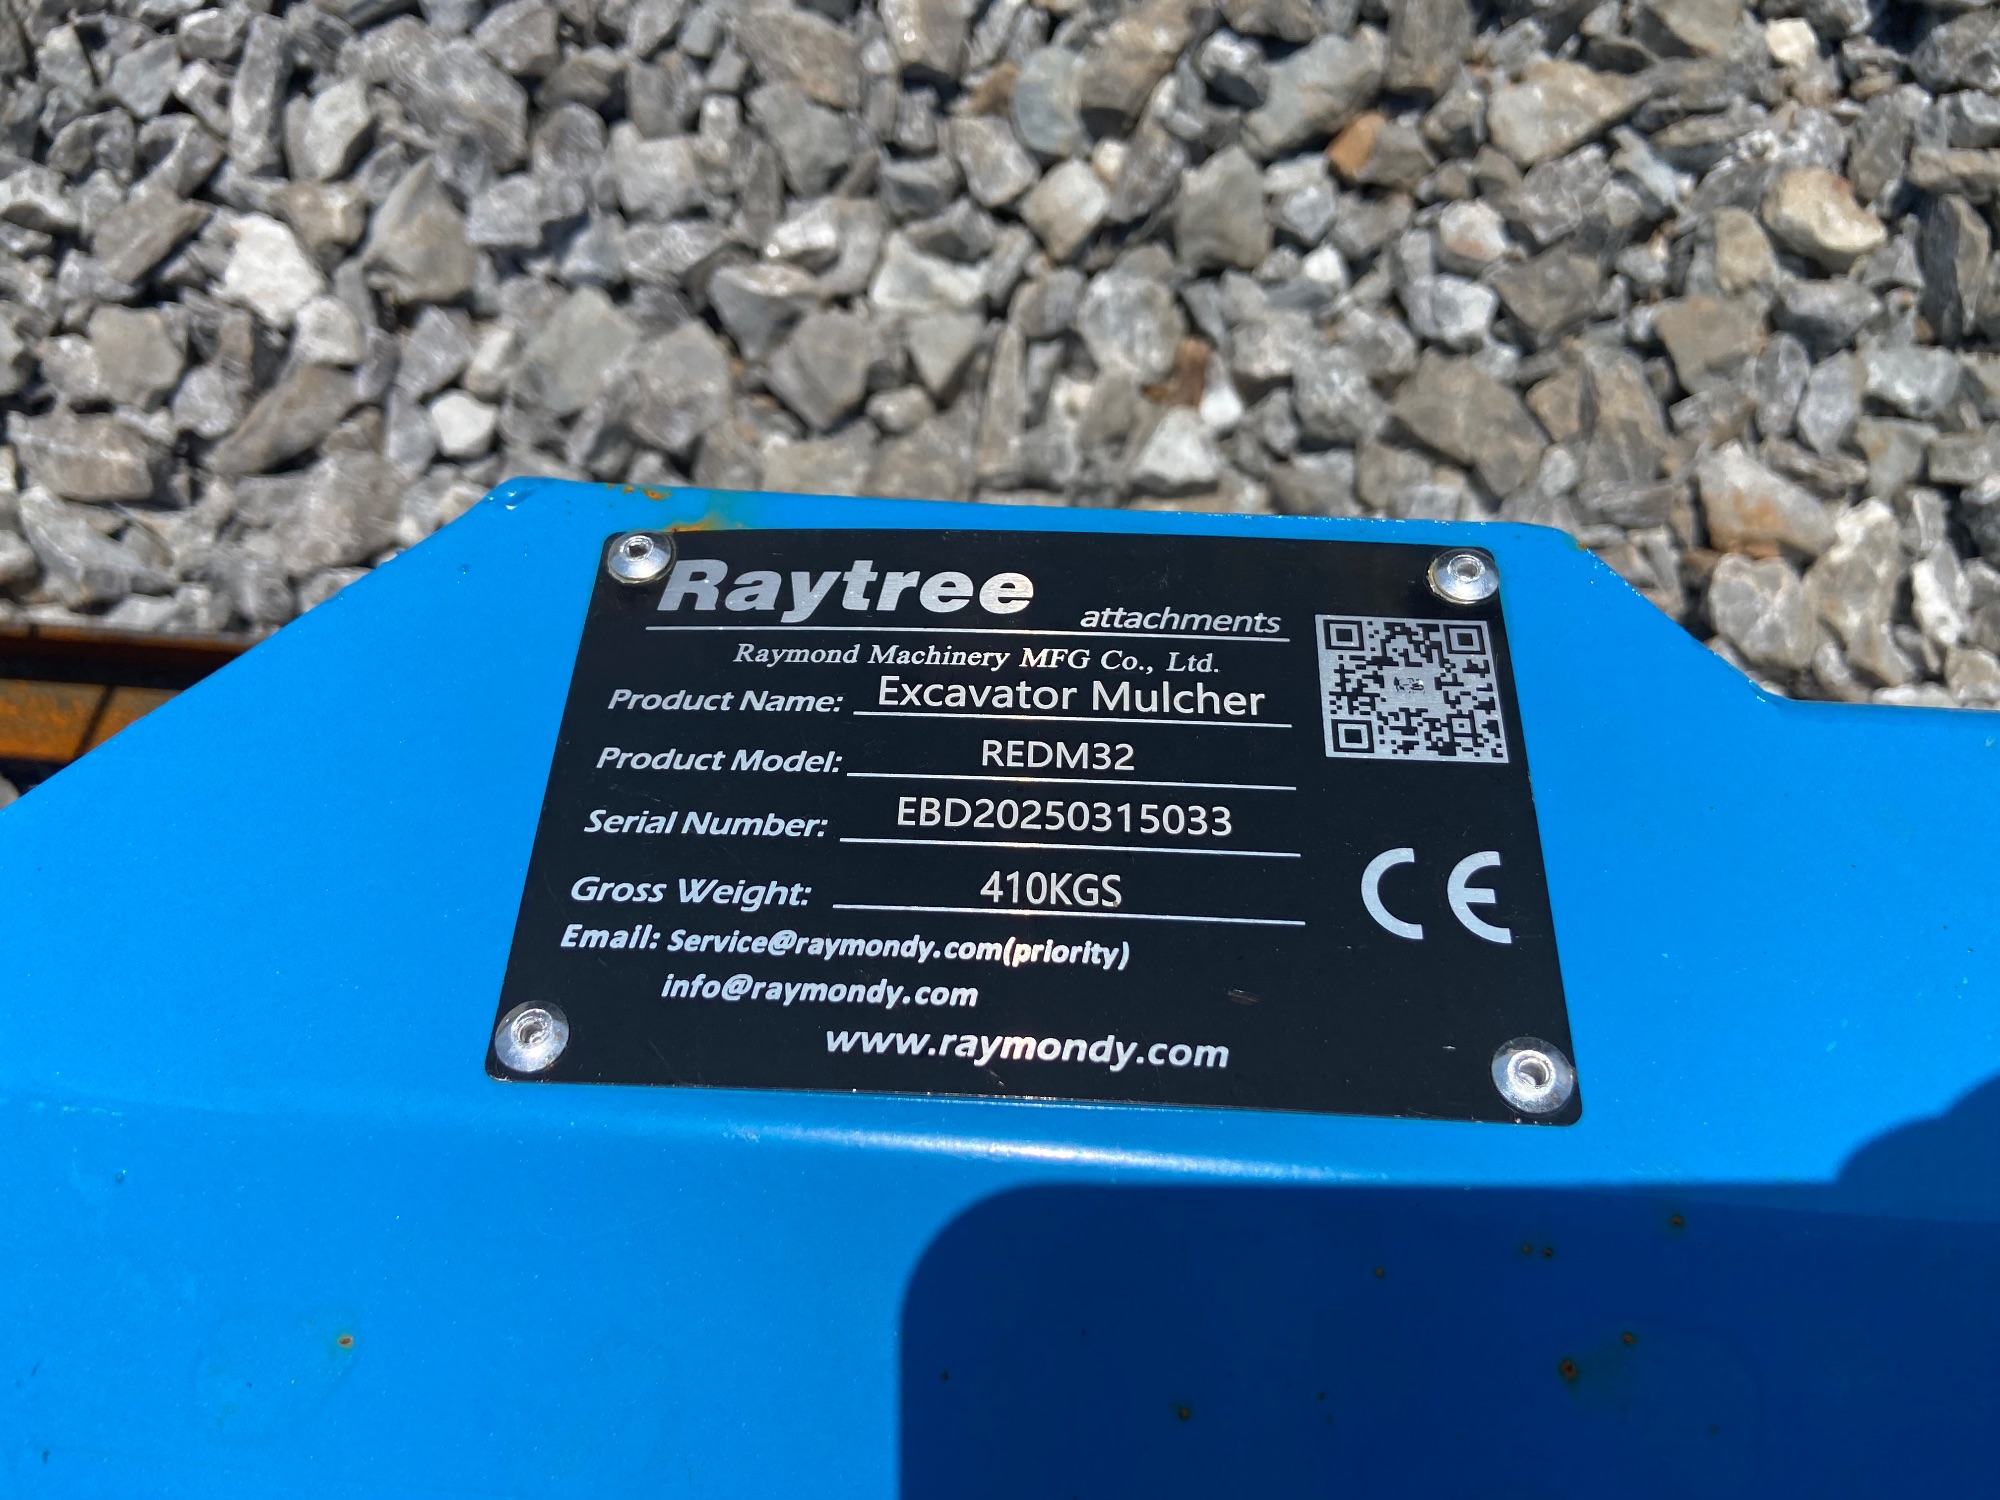 Raytree attachments
Raymond Machinery MFG Co., Ltd.
Product Name: Excavator Mulcher
Product Model: REDM32
Serial Number: EBD20250315033
Gross Weight: 410KGS
Email: Service@raymondy.com(priority)
info@raymondy.com
www.raymondy.com
CE